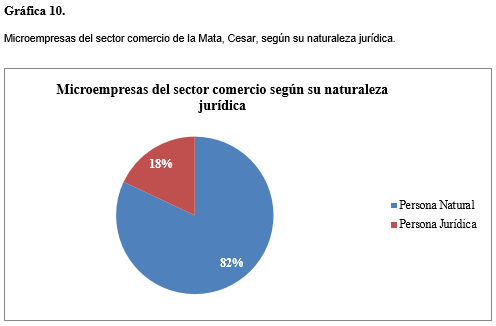 Gráfica 10.
Microempresas del sector comercio de la Mata, Cesar, según su naturaleza jurídica.
Microempresas del sector comercio según su naturaleza
jurídica
18%
82%
Persona Natural
Persona Jurídica